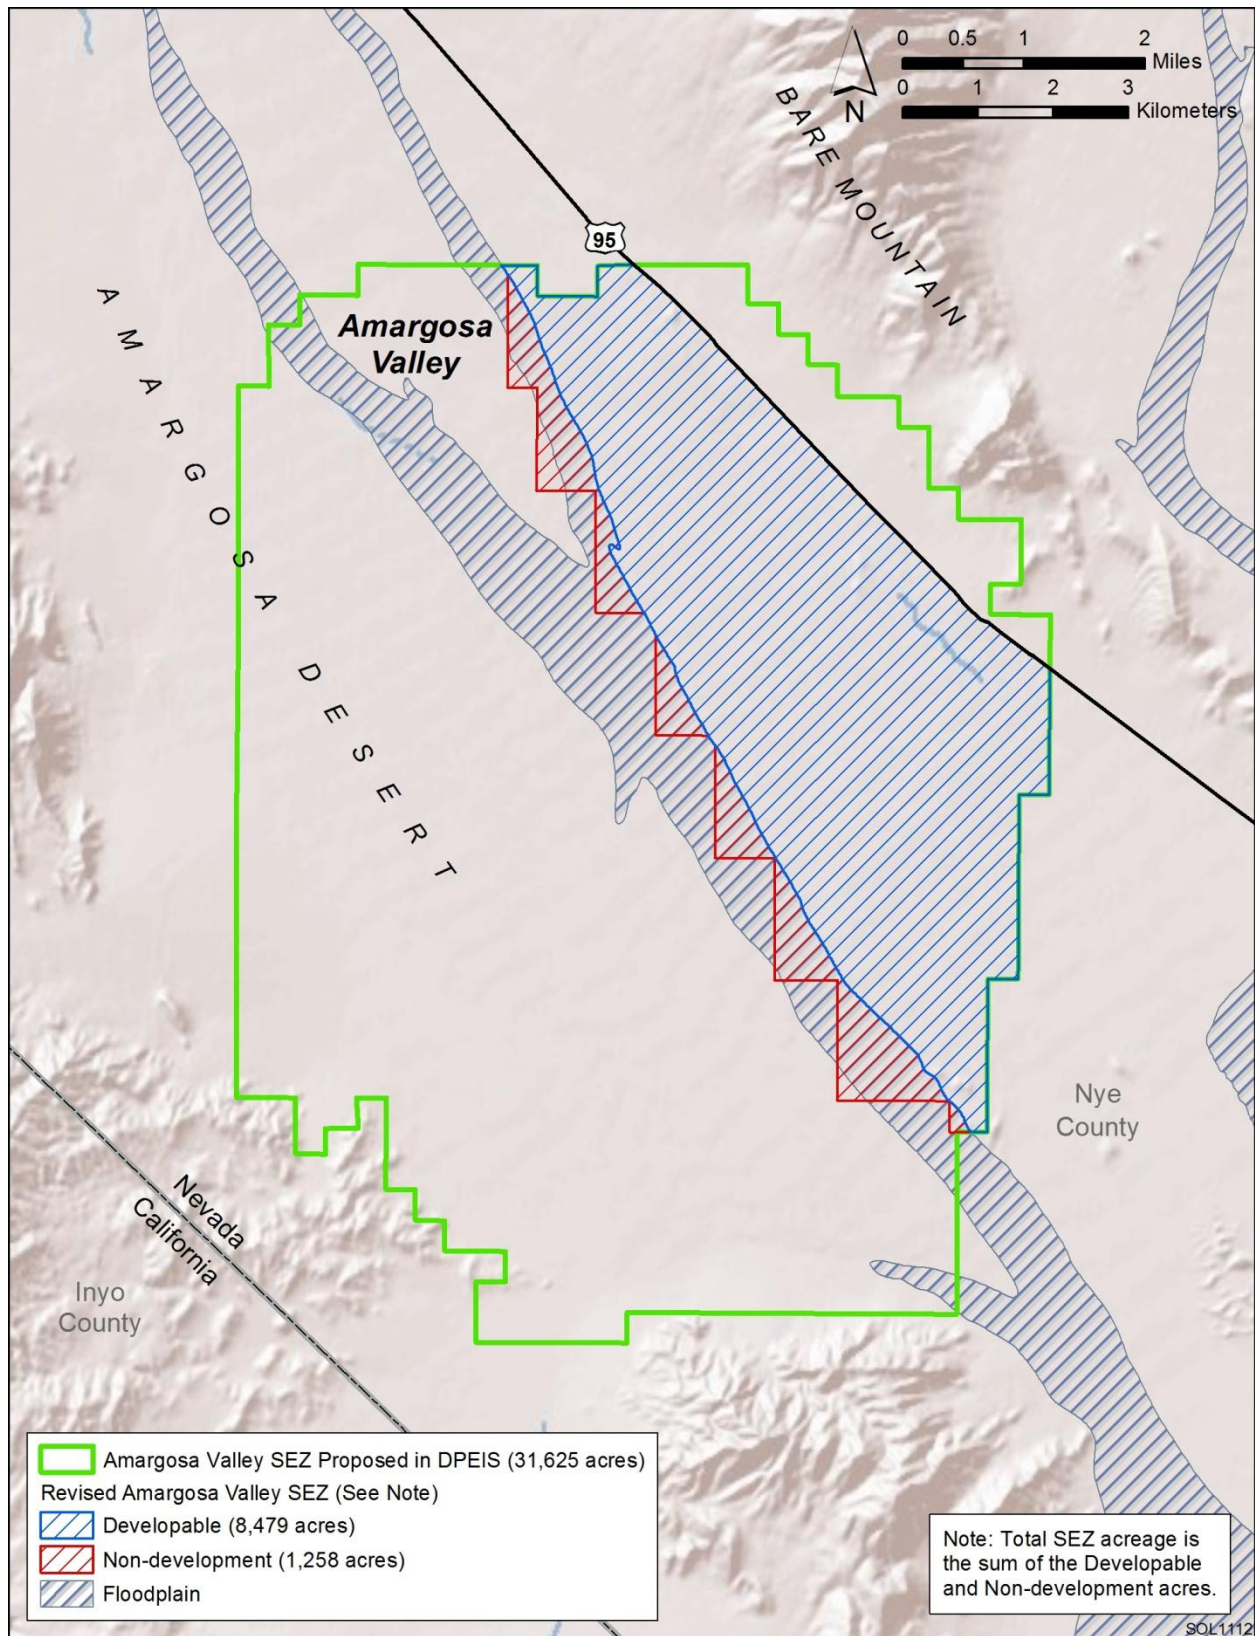 0 0.5 1 2
Miles
0 1 2 3
Kilometers
N
BARE MOUNTAIN
95
Amargosa
Valley
AMARGOSA DESERT
Nye
County
Nevada
California
Inyo
County
Amargosa Valley SEZ Proposed in DPEIS (31,625 acres)
Revised Amargosa Valley SEZ (See Note)
Developable (8,479 acres)
Non-development (1,258 acres)
Floodplain
Note: Total SEZ acreage is
the sum of the Developable
and Non-development acres.
SOL1112